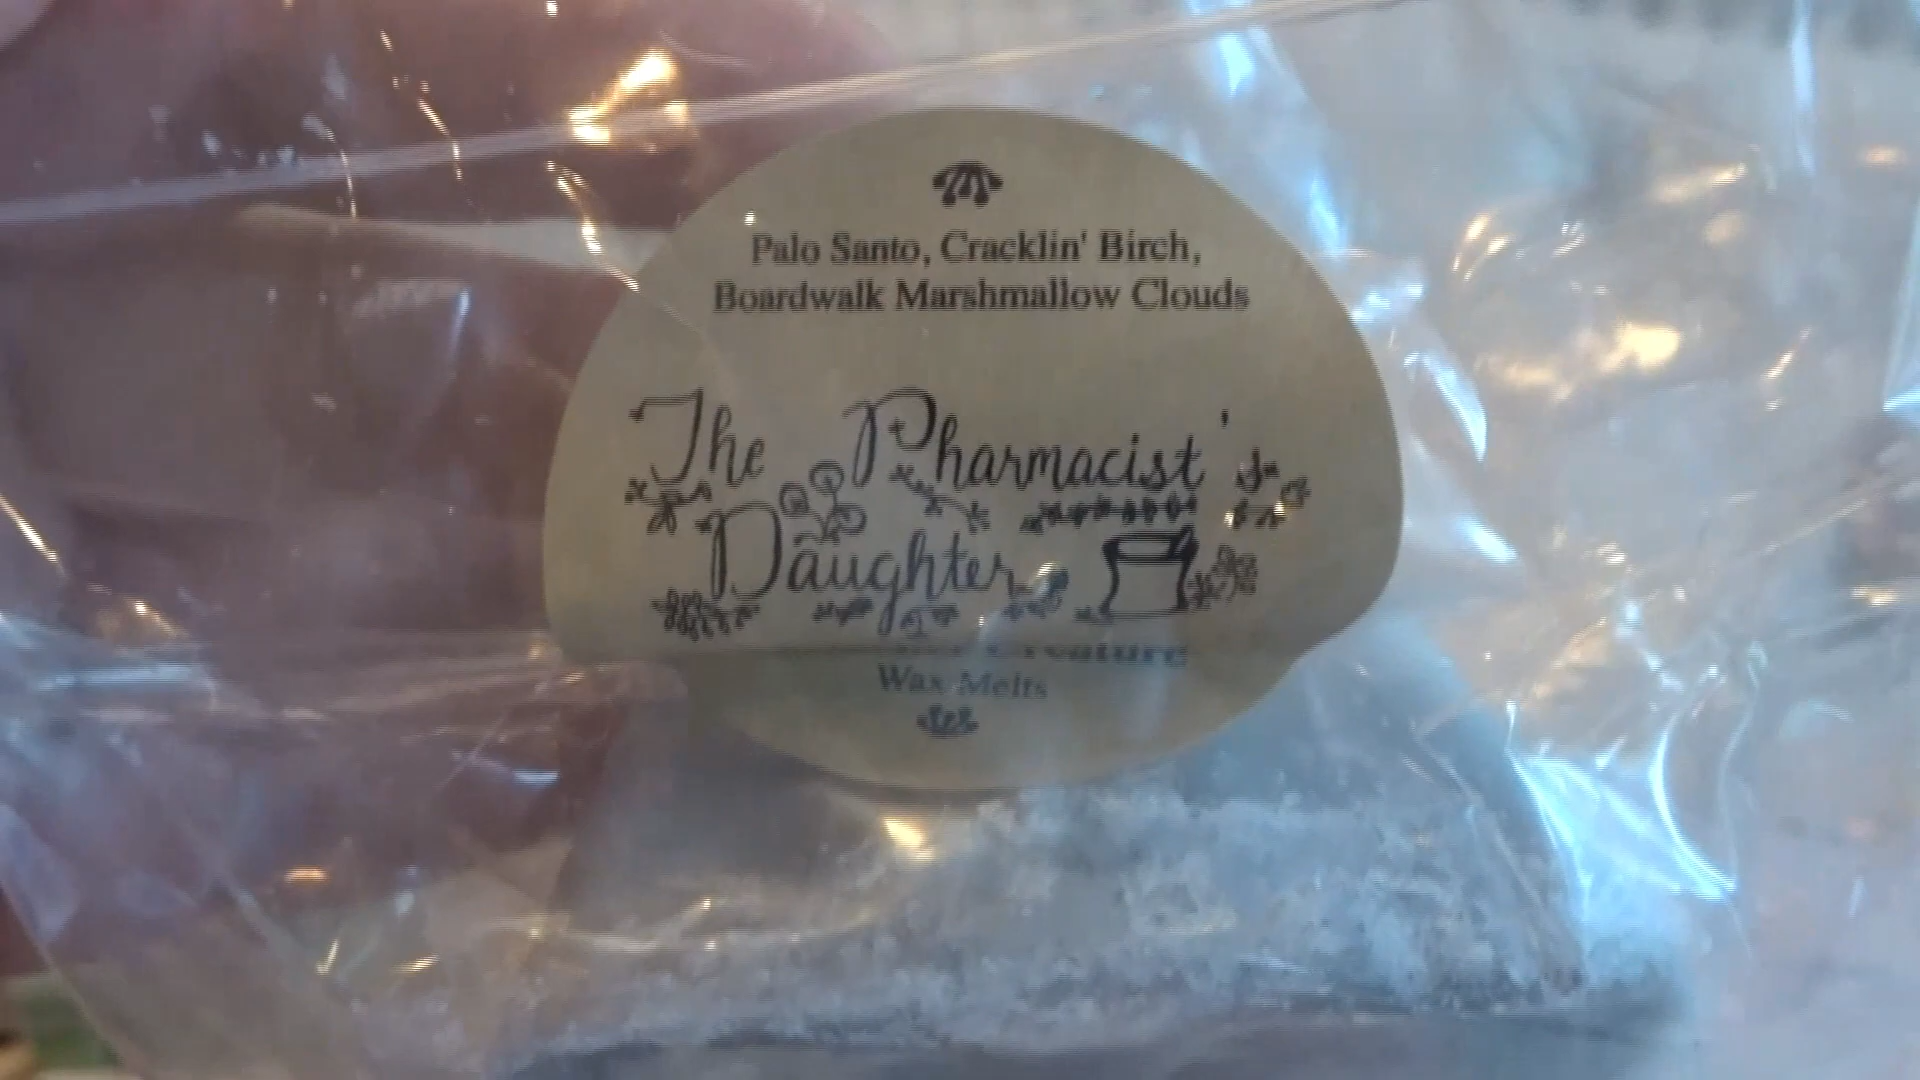 Palo Santo, Cracklin' Birch,
Boardwalk Marshmallow Clouds
The Pharmacist's
Daughter
Wax Melts